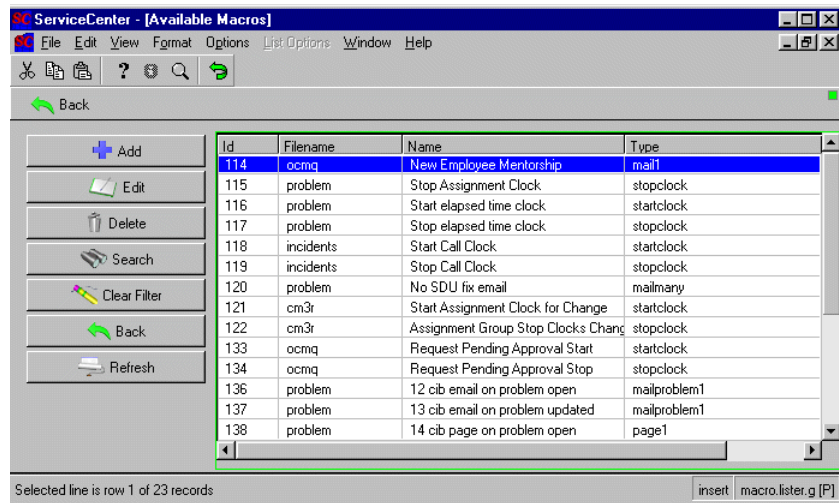 SC ServiceCenter - [Available Macros]
SC File Edit View Format Options List Options Window Help
?
Back
Add
Edit
Delete
Search
Clear Filter
Back
Refresh
Id Filename Name Type
114 ocmq New Employee Mentorship mail1
115 problem Stop Assignment Clock stopclock
116 problem Start elapsed time clock startclock
117 problem Stop elapsed time clock stopclock
118 incidents Start Call Clock startclock
119 incidents Stop Call Clock stopclock
120 problem No SDU fix email mailmany
121 cm3r Start Assignment Clock for Change startclock
122 cm3r Assignment Group Stop Clocks Chang stopclock
133 ocmq Request Pending Approval Start startclock
134 ocmq Request Pending Approval Stop stopclock
136 problem 12 cib email on problem open mailproblem1
137 problem 13 cib email on problem updated mailproblem1
138 problem 14 cib page on problem open page1
Selected line is row 1 of 23 records insert macro.lister.g [P]